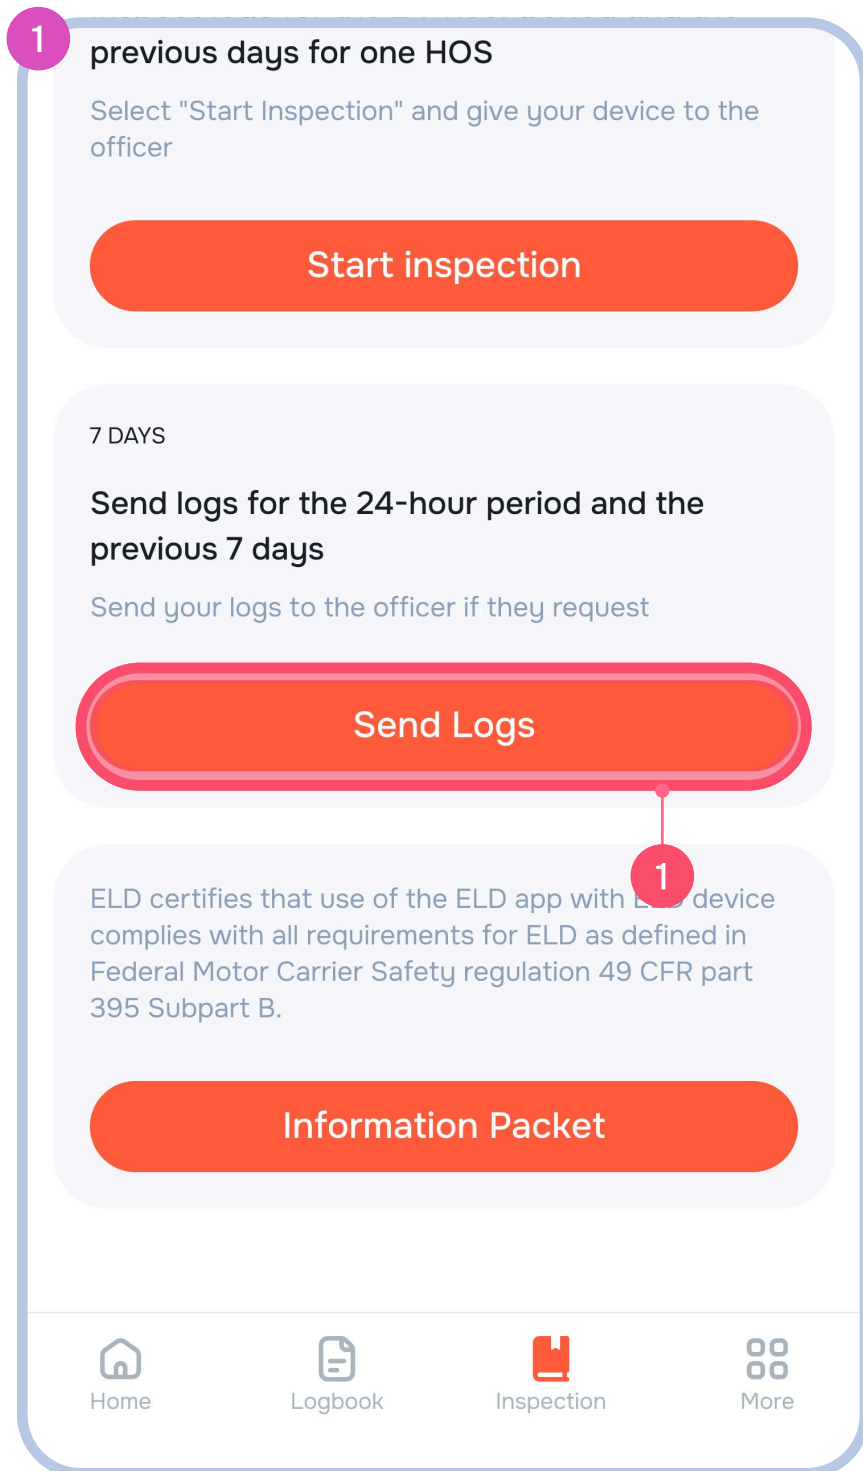 1
previous days for one HOS
Select "Start Inspection" and give your device to the
officer
Start inspection
7 DAYS
Send logs for the 24-hour period and the
previous 7 days
Send your logs to the officer if they request
Send Logs
1
ELD certifies that use of the ELD app with device
complies with all requirements for ELD as defined in
Federal Motor Carrier Safety regulation 49 CFR part
395 Subpart B.
Information Packet
Home
Logbook
Inspection
More